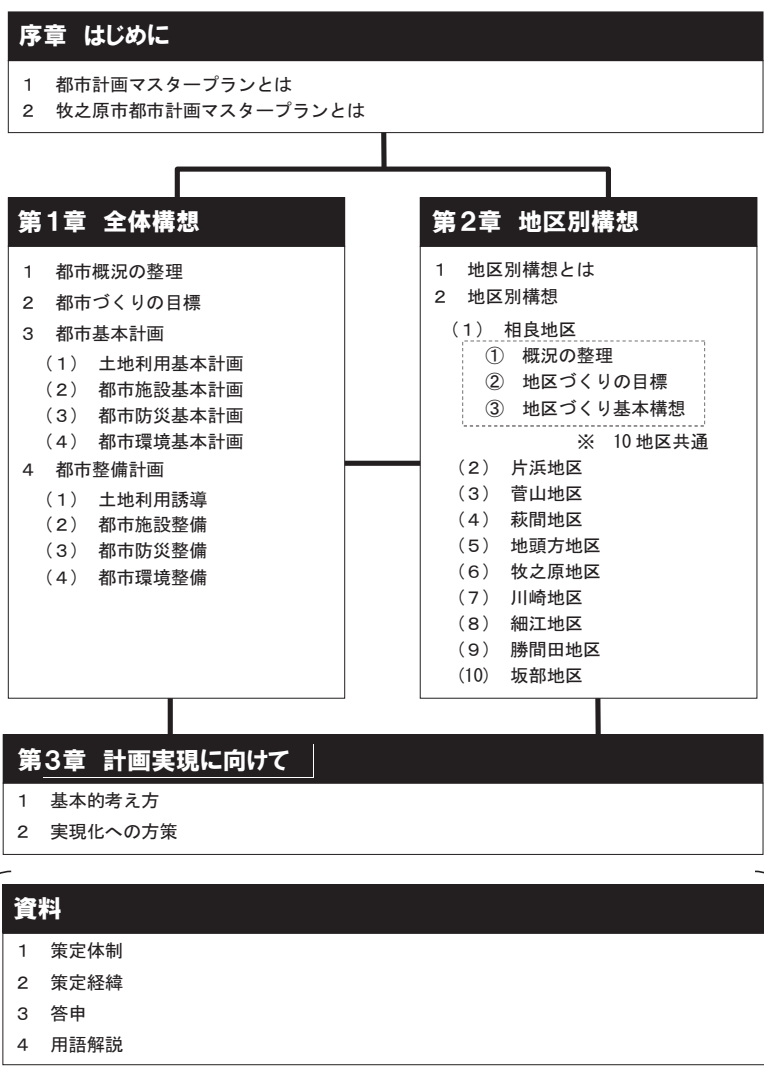 序章 はじめに
1 都市計画マスタープランとは
2 牧之原市都市計画マスタープランとは
第1章 全体構想
1 都市概況の整理
2 都市づくりの目標
3 都市基本計画
(1) 土地利用基本計画
(2) 都市施設基本計画
(3) 都市防災基本計画
(4) 都市環境基本計画
4 都市整備計画
(1) 土地利用誘導
(2) 都市施設整備
(3) 都市防災整備
(4) 都市環境整備
第2章 地区別構想
1 地区別構想とは
2 地区別構想
(1) 相良地区
① 概況の整理
② 地区づくりの目標
③ 地区づくり基本構想
※ 10地区共通
(2) 片浜地区
(3) 菅山地区
(4) 萩間地区
(5) 地頭方地区
(6) 牧之原地区
(7) 川崎地区
(8) 細江地区
(9) 勝間田地区
(10) 坂部地区
第3章 計画実現に向けて
1 基本的考え方
2 実現化への方策
資料
1 策定体制
2 策定経緯
3 答申
4 用語解説